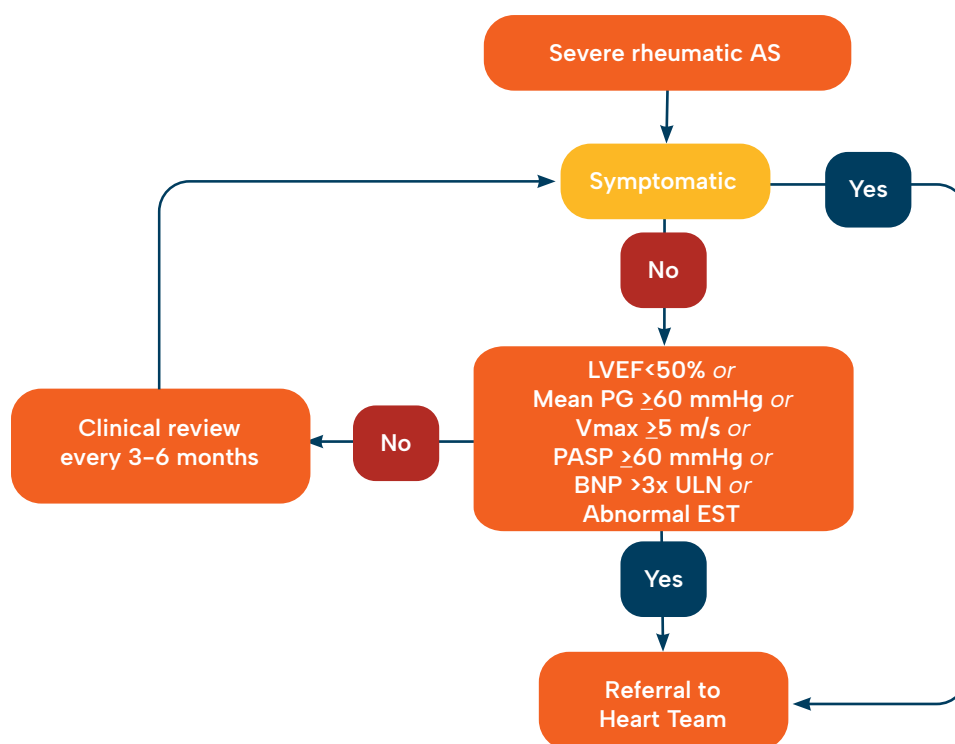 Severe rheumatic AS
Symptomatic
Yes
No
LVEF<50% or
Mean PG ≥60 mmHg or
Vmax ≥5 m/s or
PASP ≥60 mmHg or
BNP >3x ULN or
Abnormal EST
No
Clinical review
every 3-6 months
Yes
Referral to
Heart Team